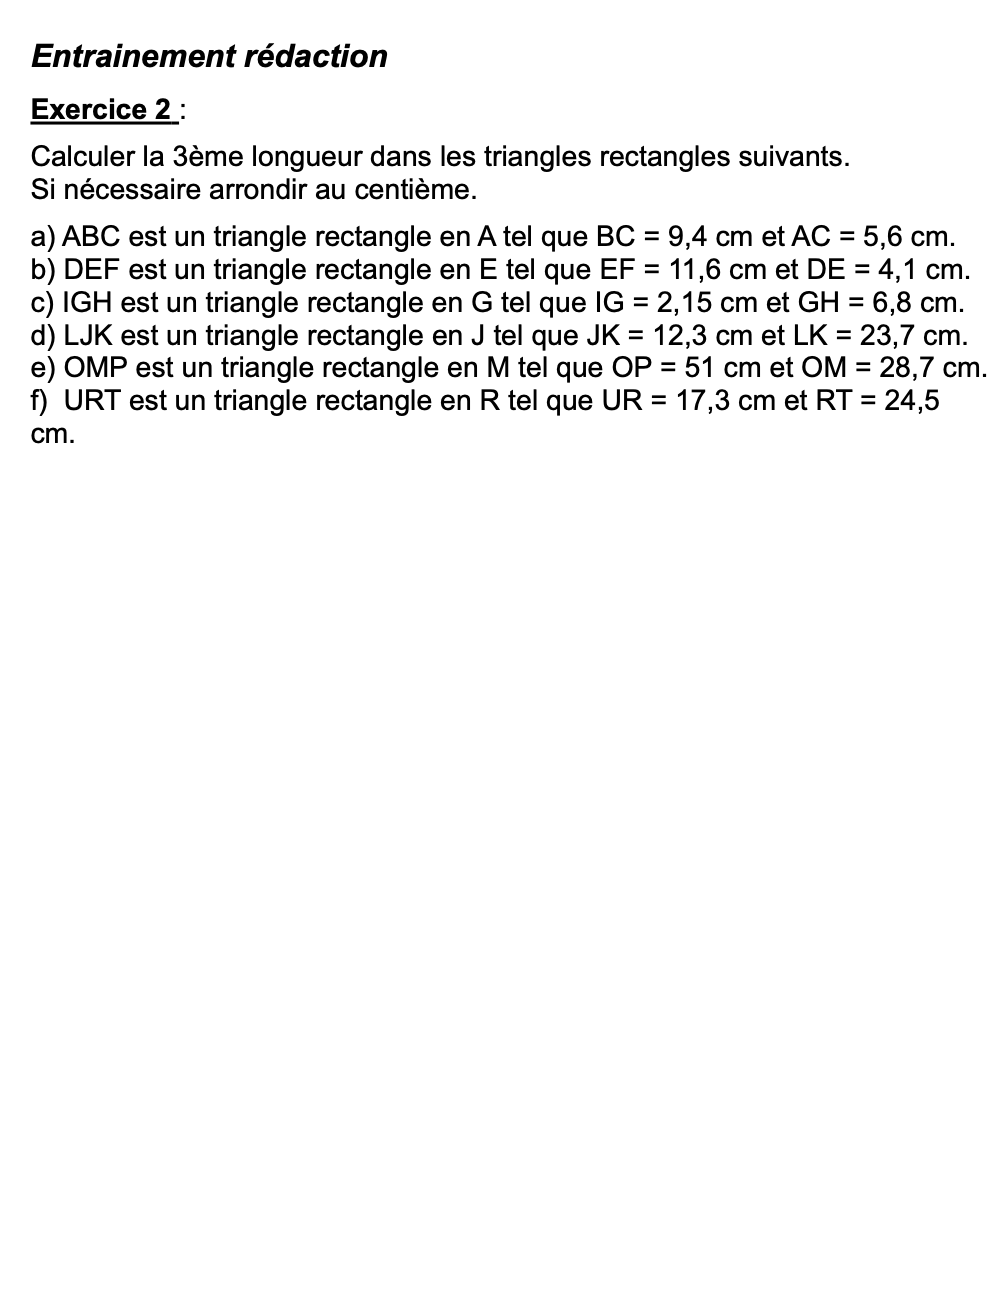 Entrainement rédaction
Exercice 2 :
Calculer la 3ème longueur dans les triangles rectangles suivants.
Si nécessaire arrondir au centième.
a) ABC est un triangle rectangle en A tel que BC = 9,4 cm et AC = 5,6 cm.
b) DEF est un triangle rectangle en E tel que EF = 11,6 cm et DE = 4,1 cm.
c) IGH est un triangle rectangle en G tel que IG = 2,15 cm et GH = 6,8 cm.
d) LJK est un triangle rectangle en J tel que JK = 12,3 cm et LK = 23,7 cm.
e) OMP est un triangle rectangle en M tel que OP = 51 cm et OM = 28,7 cm.
f) URT est un triangle rectangle en R tel que UR = 17,3 cm et RT = 24,5
cm.